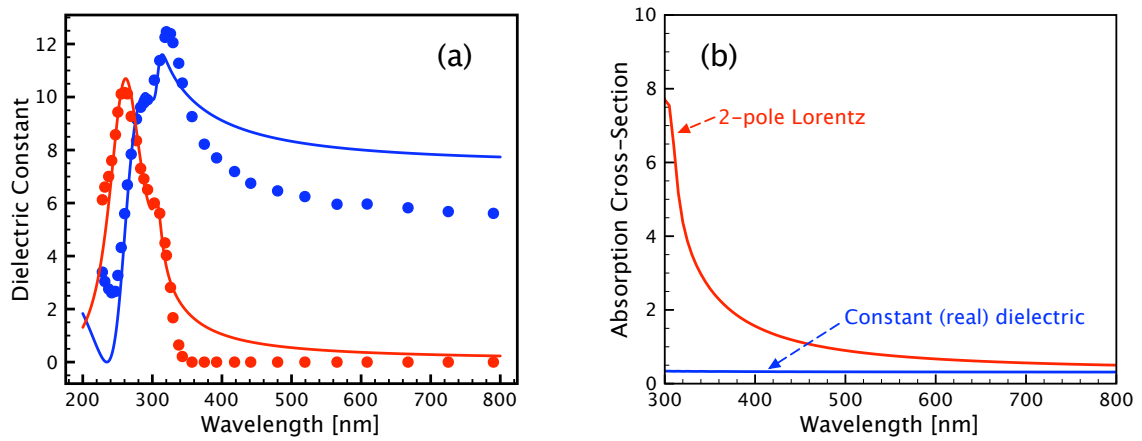 (a)
Dielectric Constant
12
10
8
6
4
2
0
200 300 400 500 600 700 800
Wavelength [nm]
(b)
Absorption Cross-Section
10
8
6
4
2
0
2-pole Lorentz
Constant (real) dielectric
300 400 500 600 700 800
Wavelength [nm]